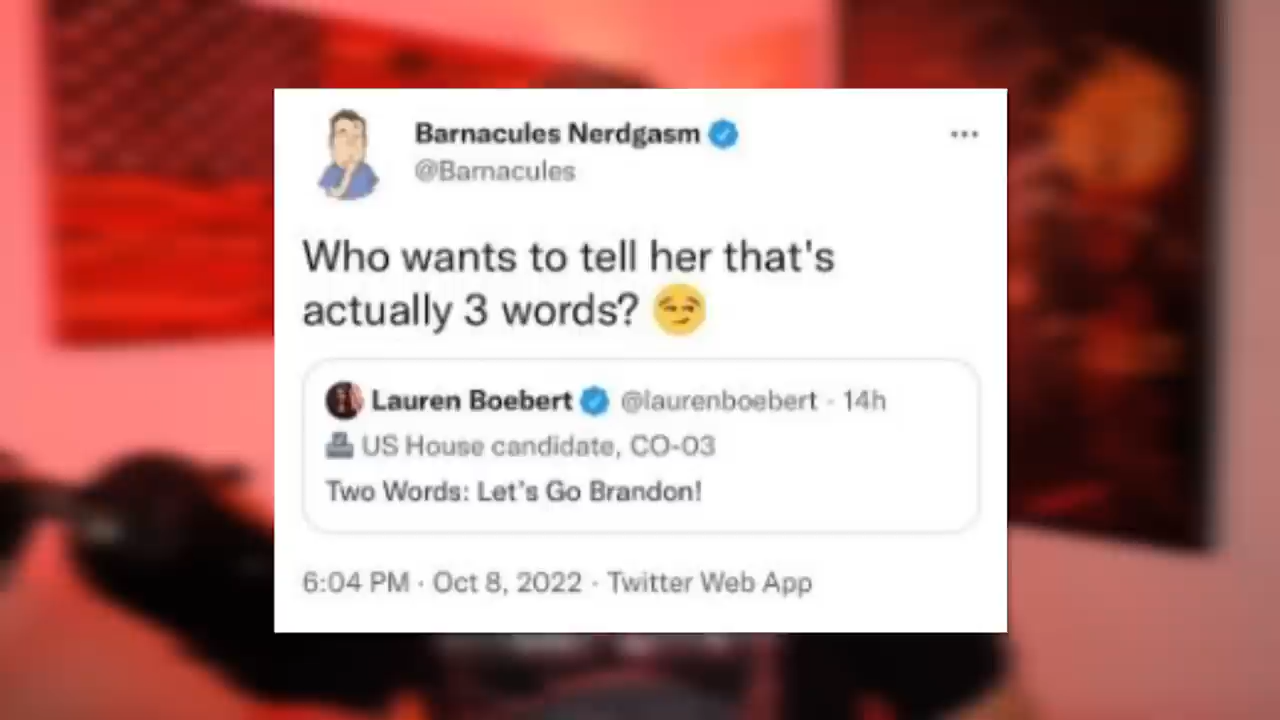 Barnacules Nerdgasm
@Barnacules
Who wants to tell her that's
actually 3 words? 😏
Lauren Boebert @laurenboebert · 14h
US House candidate, CO-03
Two Words: Let's Go Brandon!
6:04 PM · Oct 8, 2022 · Twitter Web App